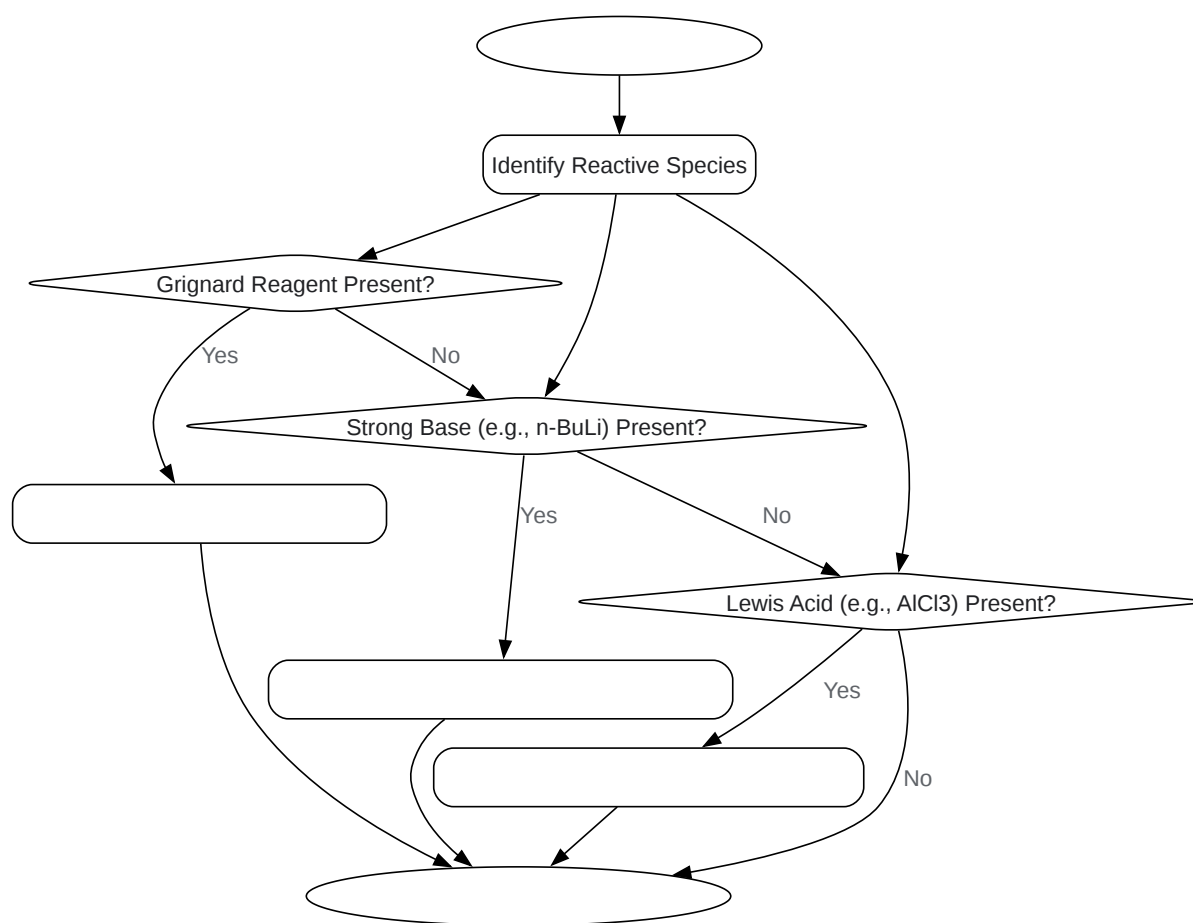 Identify Reactive Species
Grignard Reagent Present?
Yes
No
Strong Base (e.g., n-BuLi) Present?
Yes
No
Lewis Acid (e.g., AlCl3) Present?
Yes
No